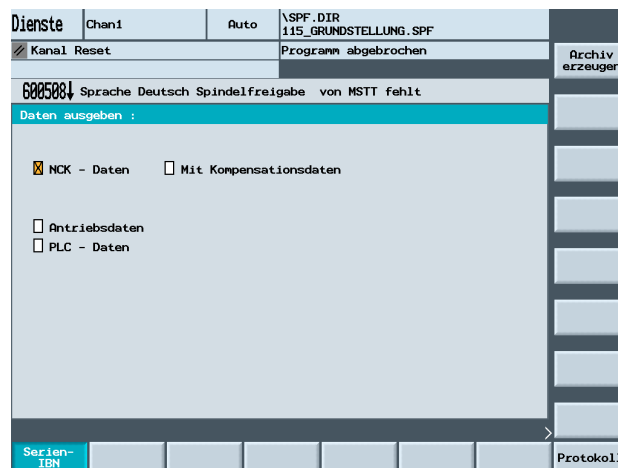 Dienste
Chan1
Auto
\SPF.DIR
115_GRUNDSTELLUNG.SPF
Kanal Reset
Programm abgebrochen
600508↓ Sprache Deutsch Spindelfreigabe von MSTT fehlt
Daten ausgeben :
NCK - Daten
Mit Kompensationsdaten
Antriebsdaten
PLC - Daten
>
Archiv
erzeugen
Serien-
IBN
Protokoll